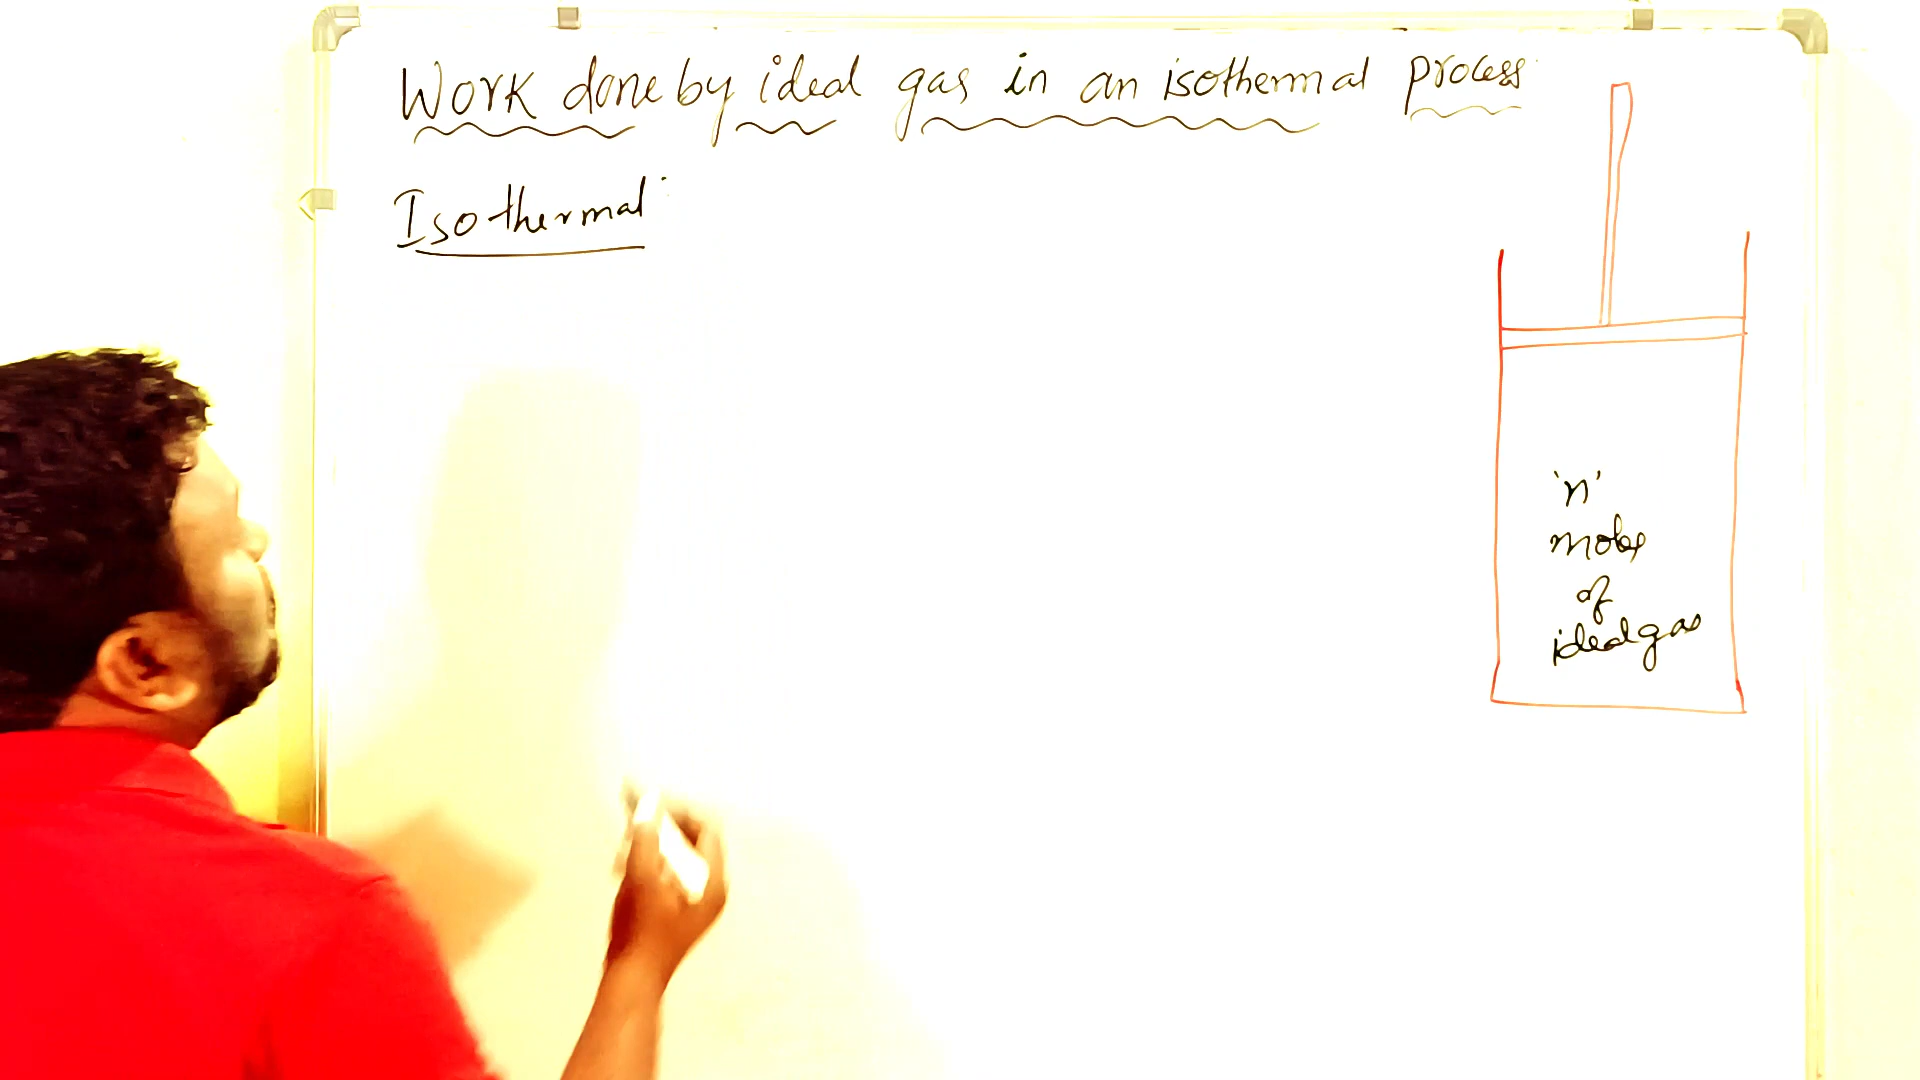 Work done by ideal gas in an isothermal process
Isothermal :
'n'
moles
of
ideal gas